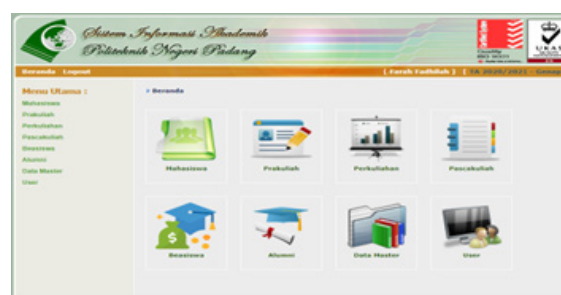 Sistem Informasi Akademik
Politeknik Negeri Padang
UKAS
Beranda Logout
[ Farah Fadhilah ] | TA 2020/2021 - Genap
Menu Utama :
Mahasiswa
Prakuliah
Perkuliahan
Pascakuliah
Beasiswa
Alumni
Data Master
User
› Beranda
Mahasiswa
Prakuliah
Perkuliahan
Pascakuliah
$
Beasiswa
Alumni
Data Master
User